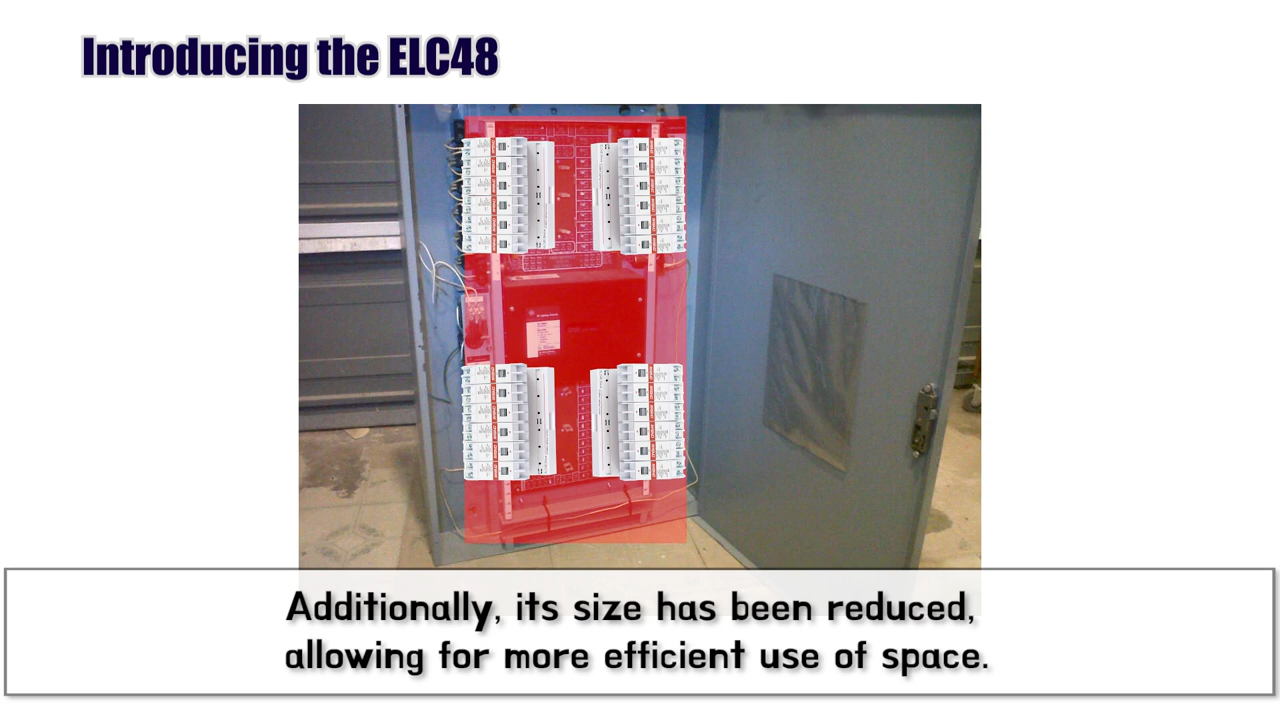 Introducing the ELC48
Additionally, its size has been reduced,
allowing for more efficient use of space.